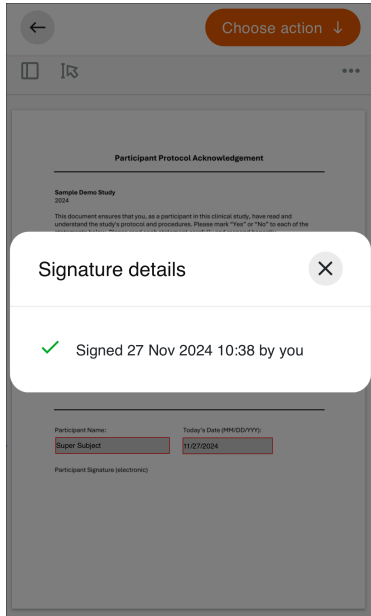 Choose action ↓
Participant Protocol Acknowledgement
Sample Demo Study
2024
This document ensures that you, as a participant in this clinical study, have read and
understand the study's protocol and procedures. Please mark "Yes" or "No" to each of the
Signature details
Signed 27 Nov 2024 10:38 by you
Participant Name: Today's Date (MM/DD/YYY):
Super Subject 11/27/2024
Participant Signature (electronic)